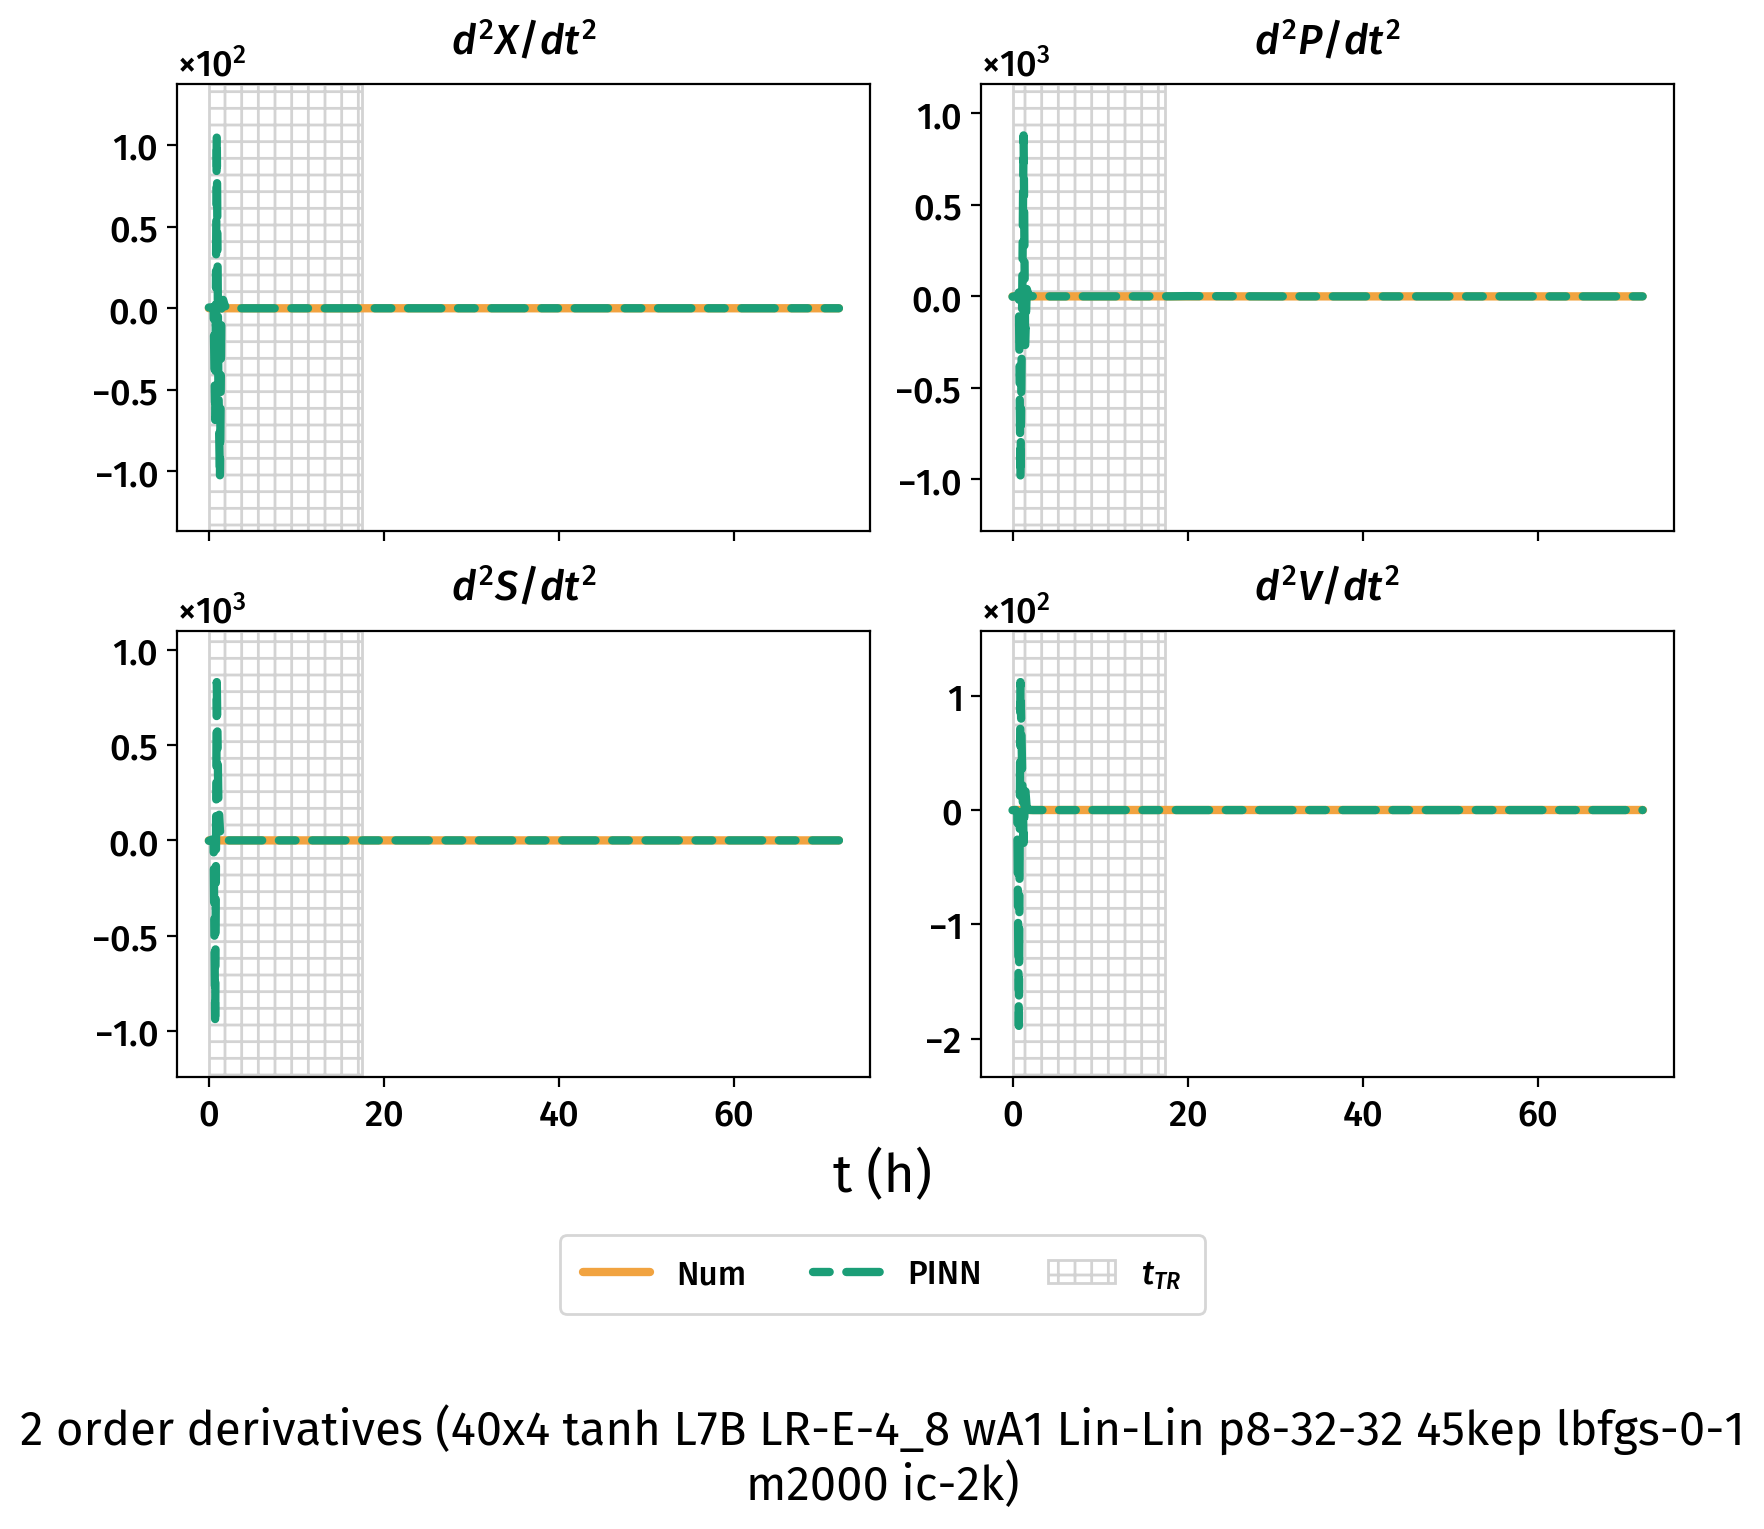 d²X/dt²
×10²
1.0
0.5
0.0
−0.5
−1.0
d²P/dt²
×10³
1.0
0.5
0.0
−0.5
−1.0
d²S/dt²
×10³
1.0
0.5
0.0
−0.5
−1.0
0 20 40 60
d²V/dt²
×10²
1
0
−1
−2
0 20 40 60
t (h)
Num PINN t_TR
2 order derivatives (40x4 tanh L7B LR-E-4_8 wA1 Lin-Lin p8-32-32 45kep lbfgs-0-1
m2000 ic-2k)